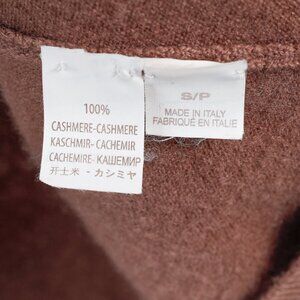 100%
CASHMERE-CASHMERE
KASCHMIR- CACHEMIR
CACHEMIRE- КАШЕМИР
开士米 - カシミヤ
S/P
MADE IN ITALY
FABRIQUÉ EN ITALIE